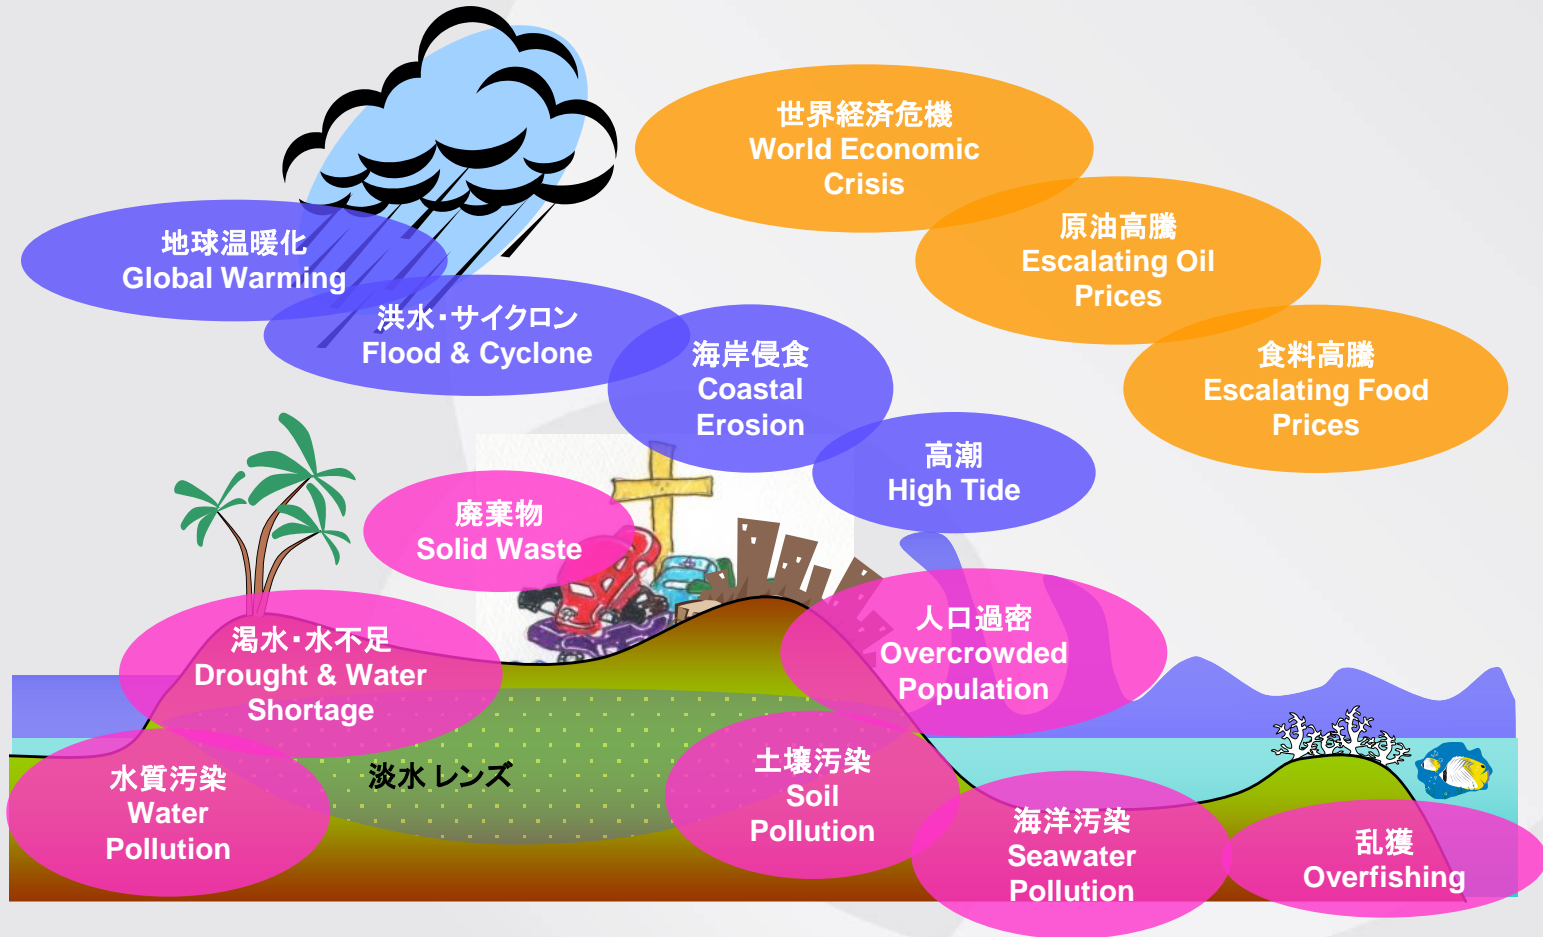 世界経済危機
World Economic
Crisis
地球温暖化
Global Warming
原油高騰
Escalating Oil
Prices
洪水・サイクロン
Flood & Cyclone
海岸侵食
Coastal
Erosion
食料高騰
Escalating Food
Prices
高潮
High Tide
廃棄物
Solid Waste
渇水・水不足
Drought & Water
Shortage
人口過密
Overcrowded
Population
淡水レンズ
水質汚染
Water
Pollution
土壌汚染
Soil
Pollution
海洋汚染
Seawater
Pollution
乱獲
Overfishing